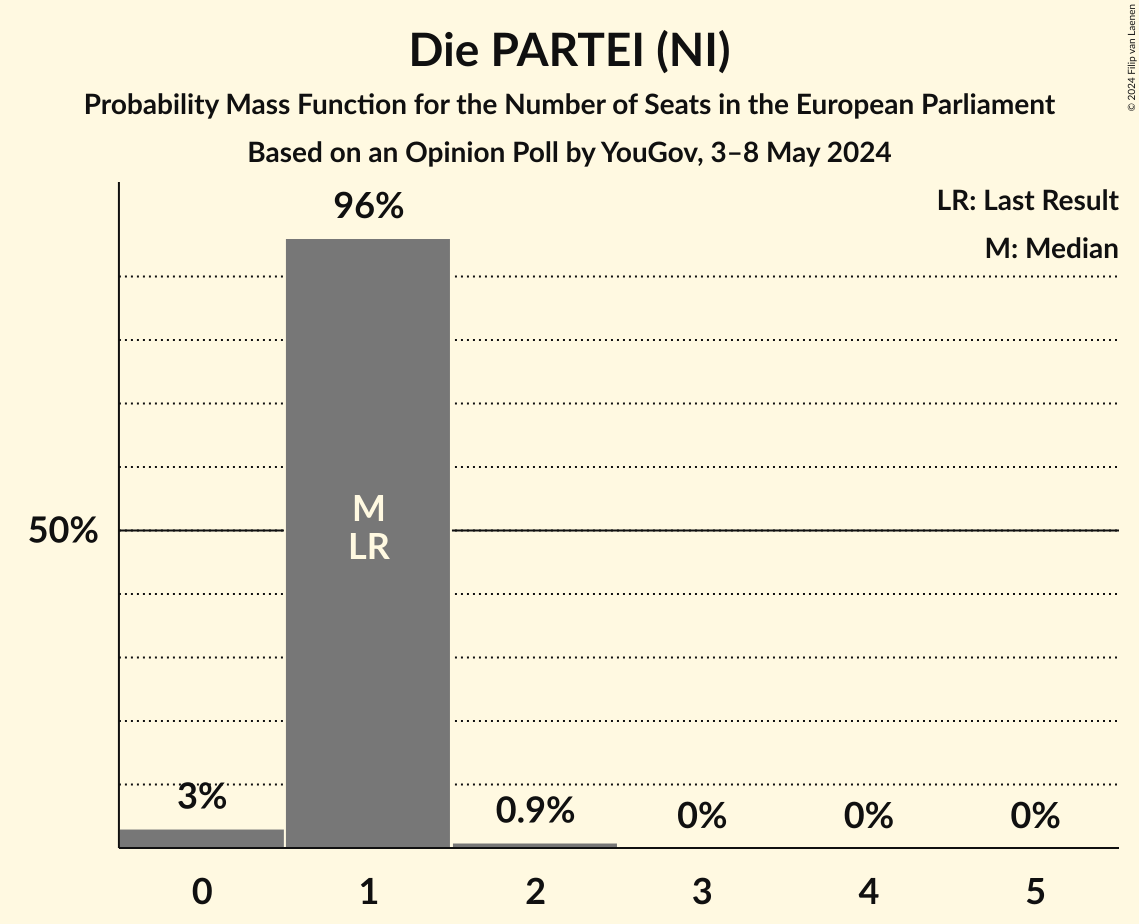 Die PARTEI (NI)
Probability Mass Function for the Number of Seats in the European Parliament
Based on an Opinion Poll by YouGov, 3–8 May 2024
© 2024 Filip van Laenen
LR: Last Result
M: Median
96%
50%
M
LR
3%
0.9%
0%
0%
0%
0
1
2
3
4
5